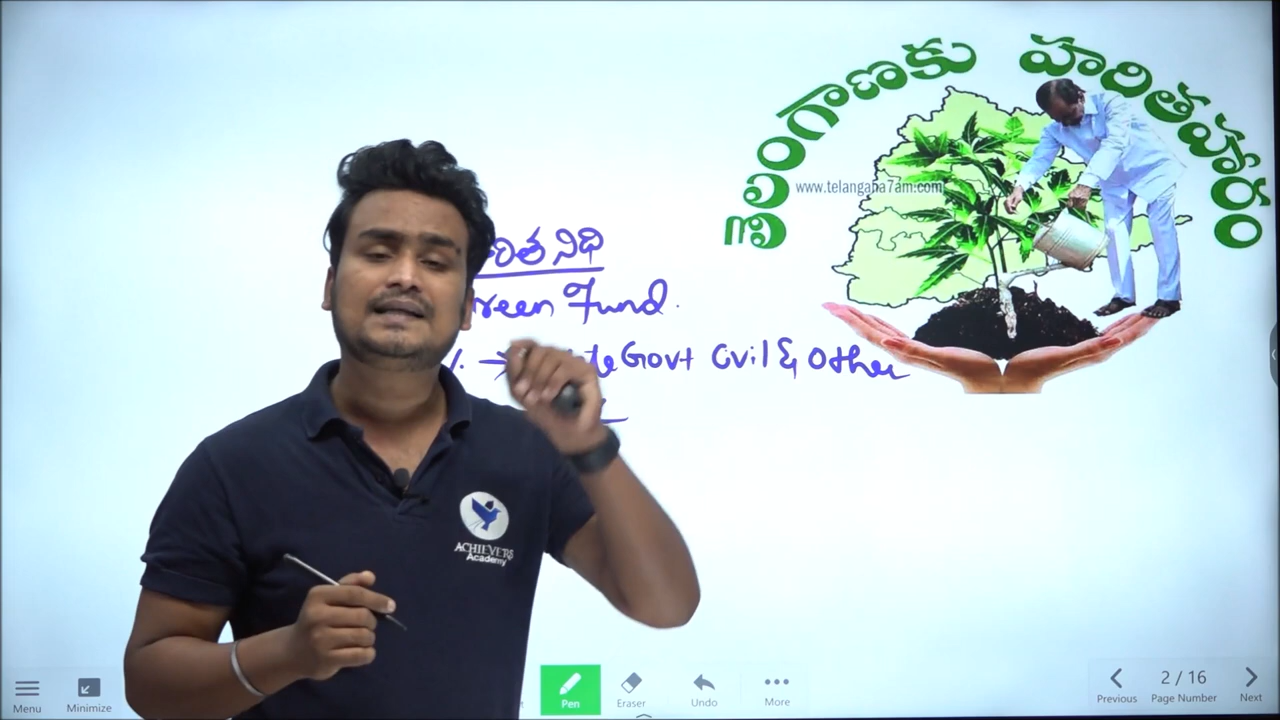 తెలంగాణకు హరితహారం
www.telangana7am.com
నిధి
Fund.
Govt Civil & Other
ACHIEVERS
Academy
Menu
Minimize
Pen
Eraser
Undo
More
Previous
2 / 16
Page Number
Next